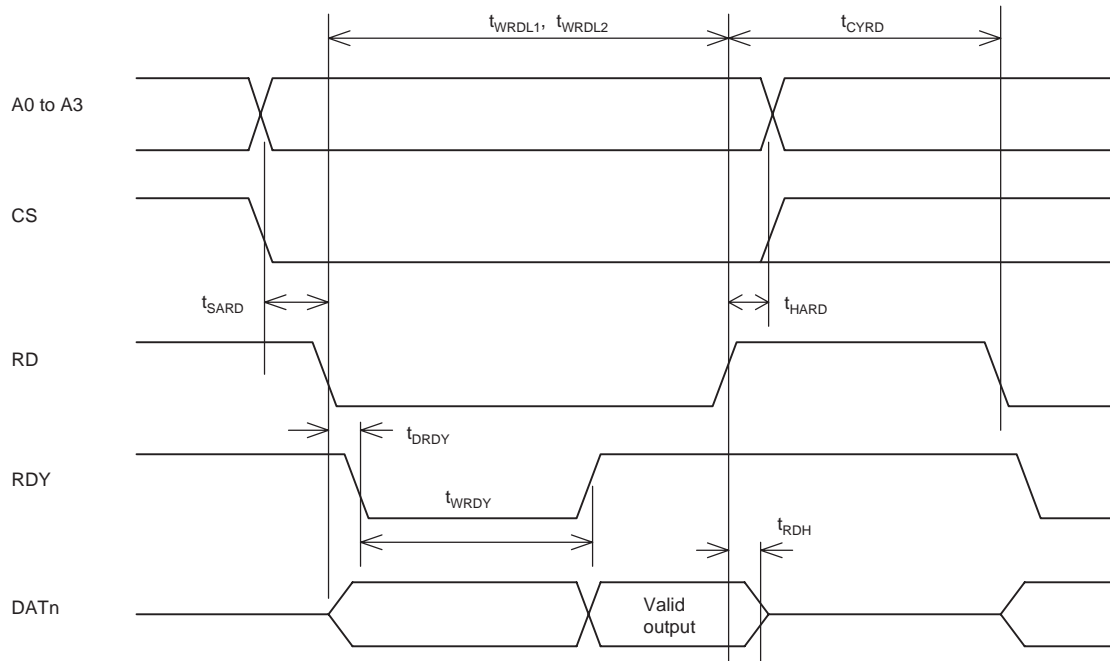 tWRDL1, tWRDL2
tCYRD
A0 to A3
CS
tSARD
tHARD
RD
tDRDY
RDY
tWRDY
tRDH
DATn
Valid
output